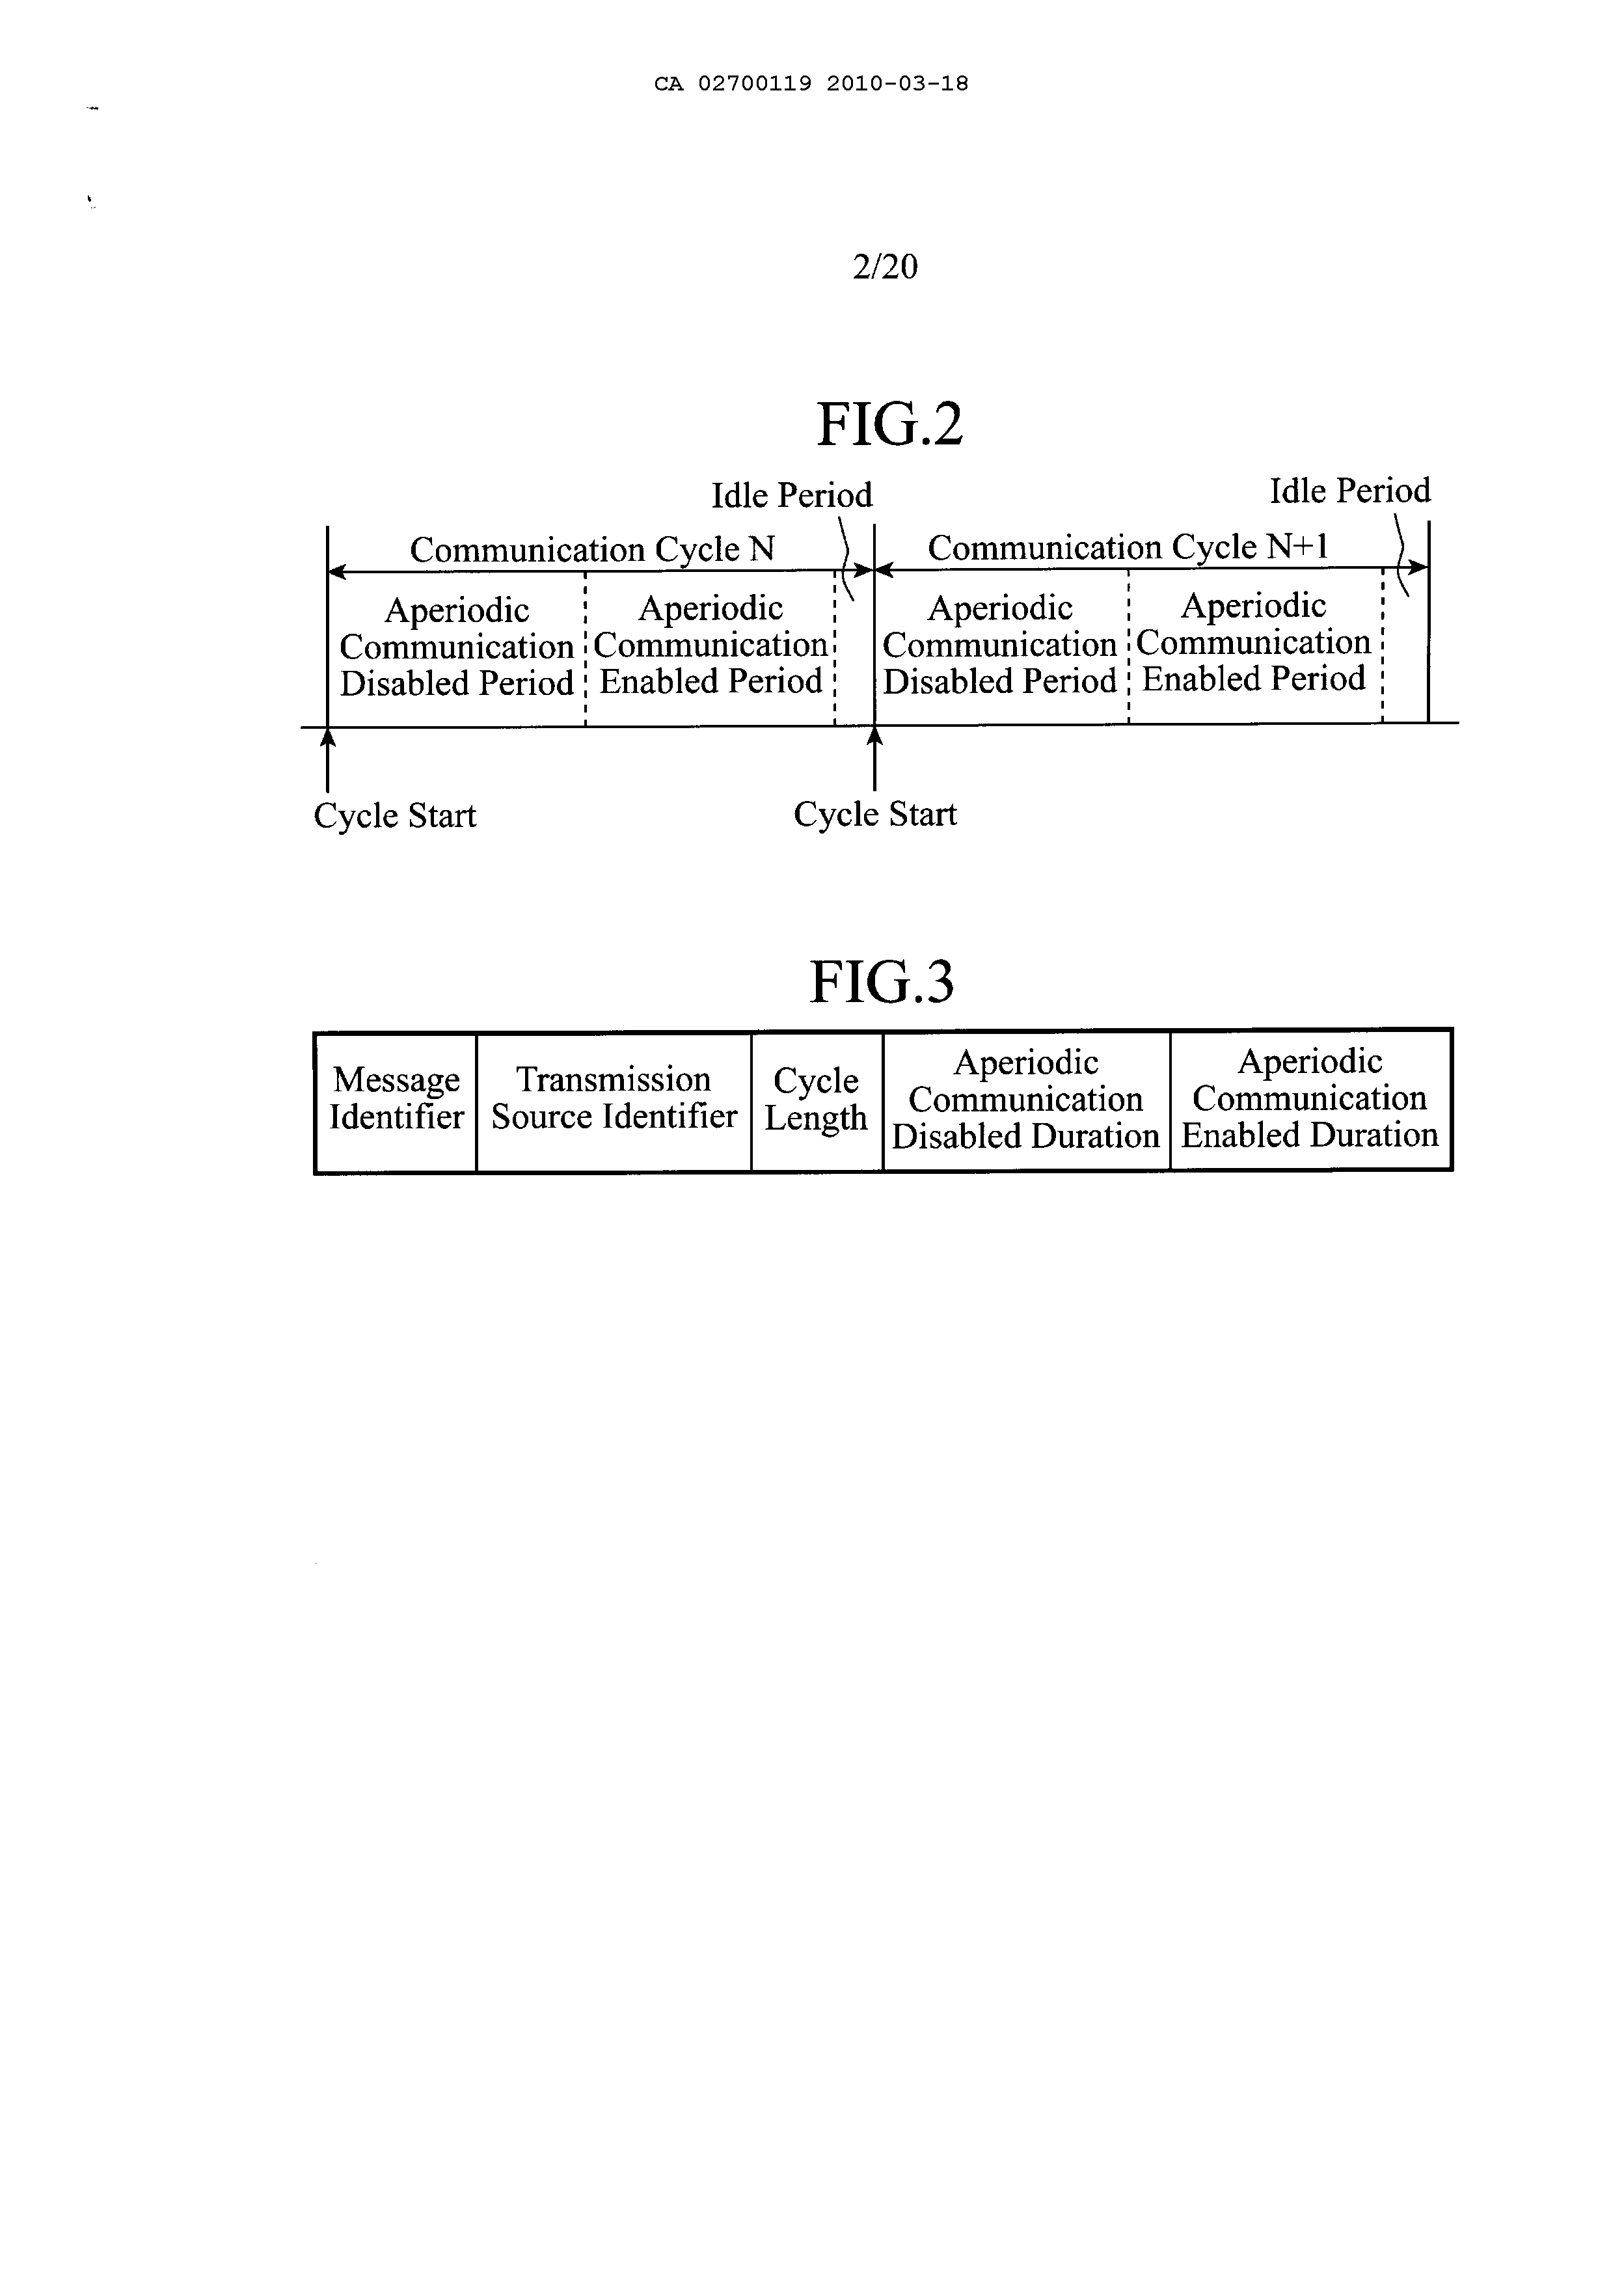 CA 02700119 2010-03-18
2/20
FIG.2
Idle Period
Idle Period
Communication Cycle N
Communication Cycle N+1
Aperiodic
Communication
Disabled Period
Aperiodic
Communication
Enabled Period
Aperiodic
Communication
Disabled Period
Aperiodic
Communication
Enabled Period
Cycle Start
Cycle Start
FIG.3
Message
Identifier
Transmission
Source Identifier
Cycle
Length
Aperiodic
Communication
Disabled Duration
Aperiodic
Communication
Enabled Duration